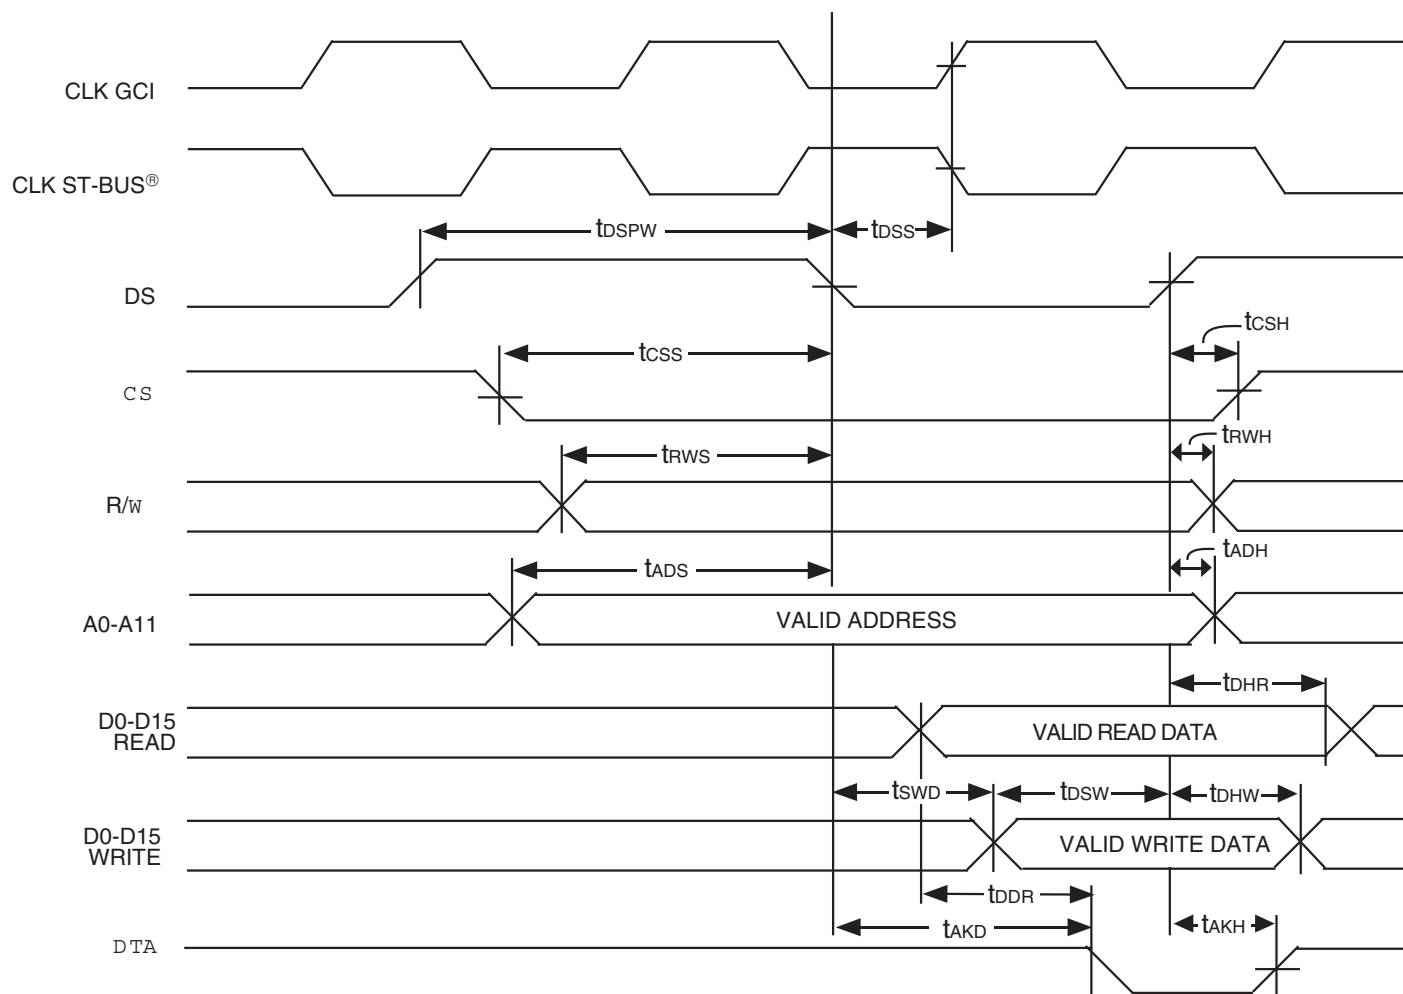 CLK GCI
CLK ST-BUS®
tDSPW
tDSS
DS
tCSH
tCSS
CS
tRWH
tRWS
R/W
tADH
tADS
A0-A11
VALID ADDRESS
tDHR
D0-D15
READ
VALID READ DATA
tSWD
tDSW
tDHW
D0-D15
WRITE
VALID WRITE DATA
tDDR
tAKD
tAKH
DTA